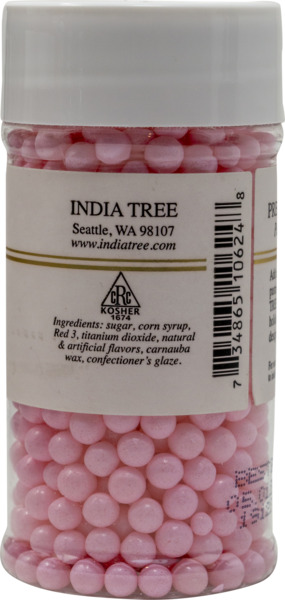 INDIA TREE
Seattle, WA 98107
www.indiatree.com
cRc
KOSHER
1674
Ingredients: sugar, corn syrup,
Red 3, titanium dioxide, natural
& artificial flavors, carnauba
wax, confectioner's glaze.
7 34865 10624 8